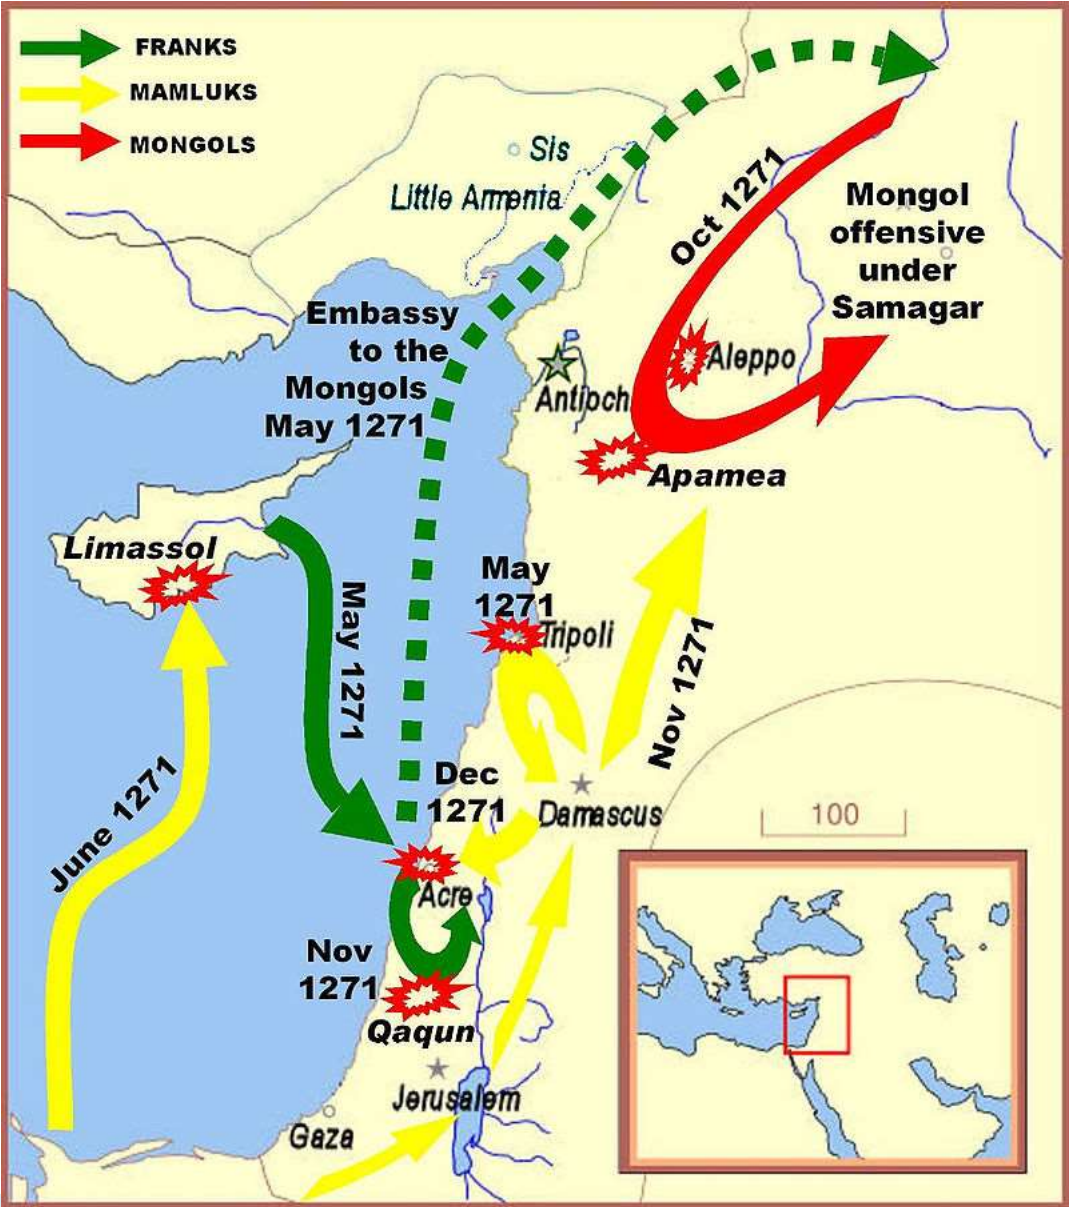 FRANKS
MAMLUKS
MONGOLS
Sis
Little Armenia
Oct 1271
Mongol
offensive
under
Samagar
Embassy
to the
Mongols
May 1271
Aleppo
Antioch
Apamea
Limassol
May 1271
May
1271
Tripoli
Nov 1271
June 1271
Dec
1271
Damascus
100
Acre
Nov
1271
Qaqun
Jerusalem
Gaza